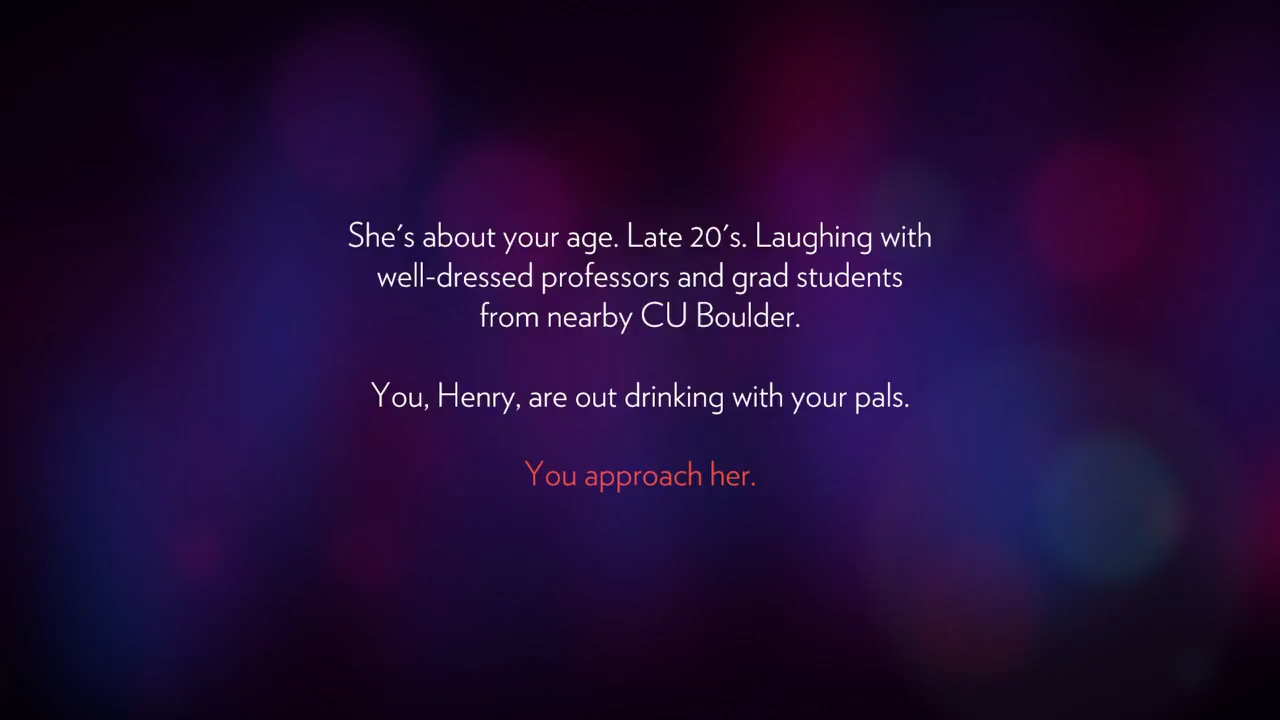 She's about your age. Late 20's. Laughing with
well-dressed professors and grad students
from nearby CU Boulder.
You, Henry, are out drinking with your pals.
You approach her.